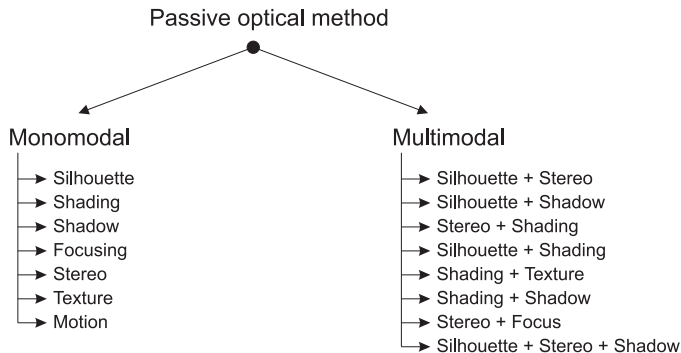 Passive optical method
Monomodal
Silhouette
Shading
Shadow
Focusing
Stereo
Texture
Motion
Multimodal
Silhouette + Stereo
Silhouette + Shadow
Stereo + Shading
Silhouette + Shading
Shading + Texture
Shading + Shadow
Stereo + Focus
Silhouette + Stereo + Shadow